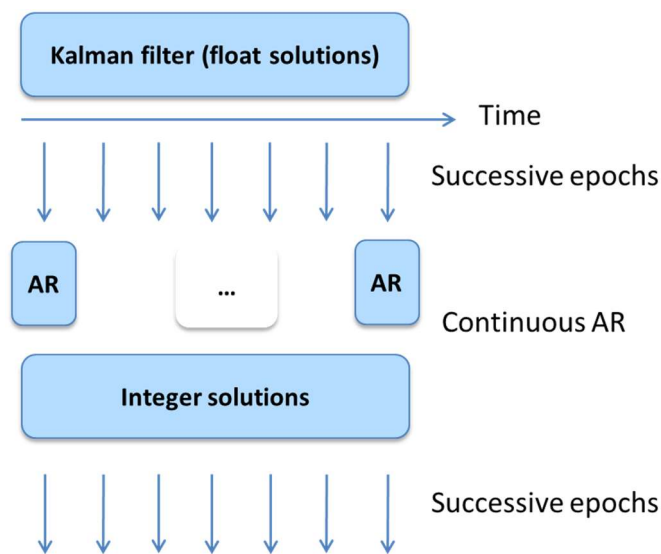 Kalman filter (float solutions)
Time
Successive epochs
AR
...
AR
Continuous AR
Integer solutions
Successive epochs